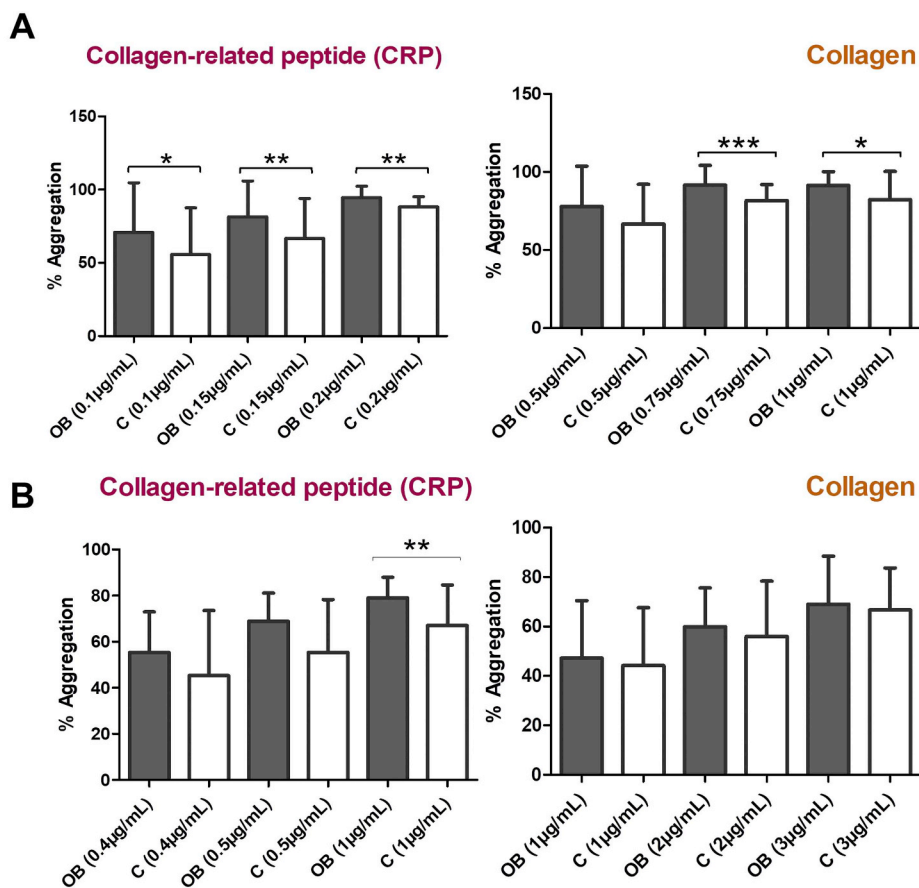 A
Collagen-related peptide (CRP)
% Aggregation
150
100
50
0
* ** **
OB (0.1µg/mL)
C (0.1µg/mL)
OB (0.15µg/mL)
C (0.15µg/mL)
OB (0.2µg/mL)
C (0.2µg/mL)
Collagen
% Aggregation
150
100
50
0
*** *
OB (0.5µg/mL)
C (0.5µg/mL)
OB (0.75µg/mL)
C (0.75µg/mL)
OB (1µg/mL)
C (1µg/mL)
B
Collagen-related peptide (CRP)
% Aggregation
100
80
60
40
20
0
**
OB (0.4µg/mL)
C (0.4µg/mL)
OB (0.5µg/mL)
C (0.5µg/mL)
OB (1µg/mL)
C (1µg/mL)
Collagen
% Aggregation
100
80
60
40
20
0
OB (1µg/mL)
C (1µg/mL)
OB (2µg/mL)
C (2µg/mL)
OB (3µg/mL)
C (3µg/mL)